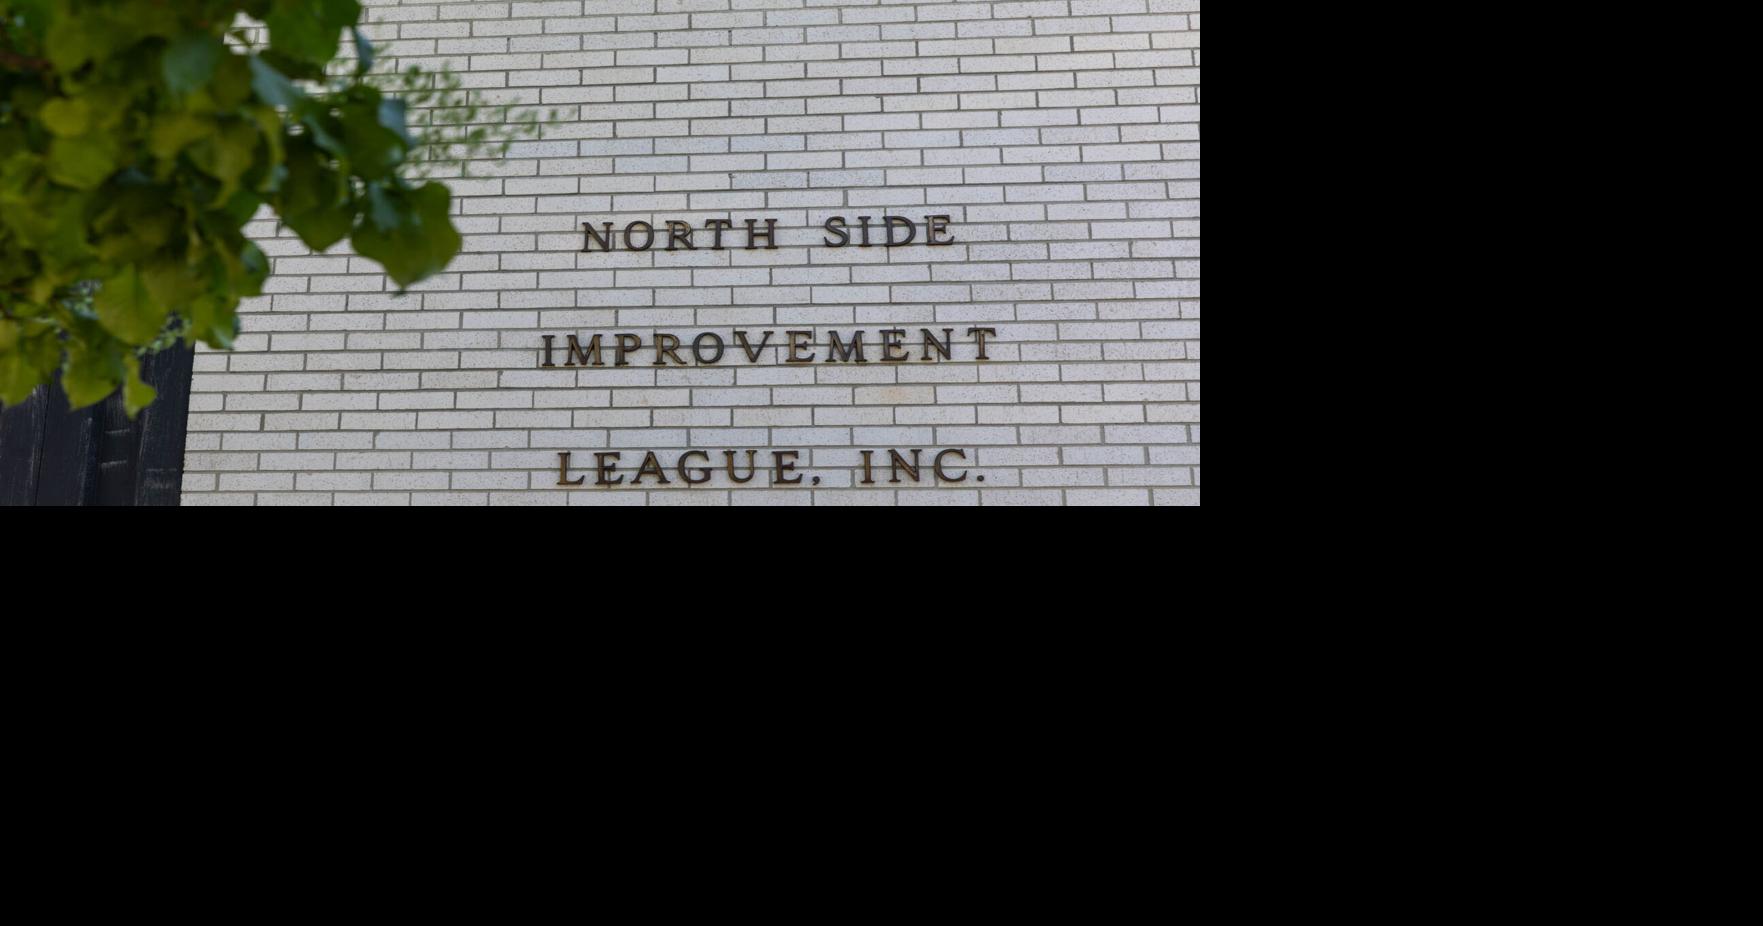 NORTH SIDE
IMPROVEMENT
LEAGUE, INC.